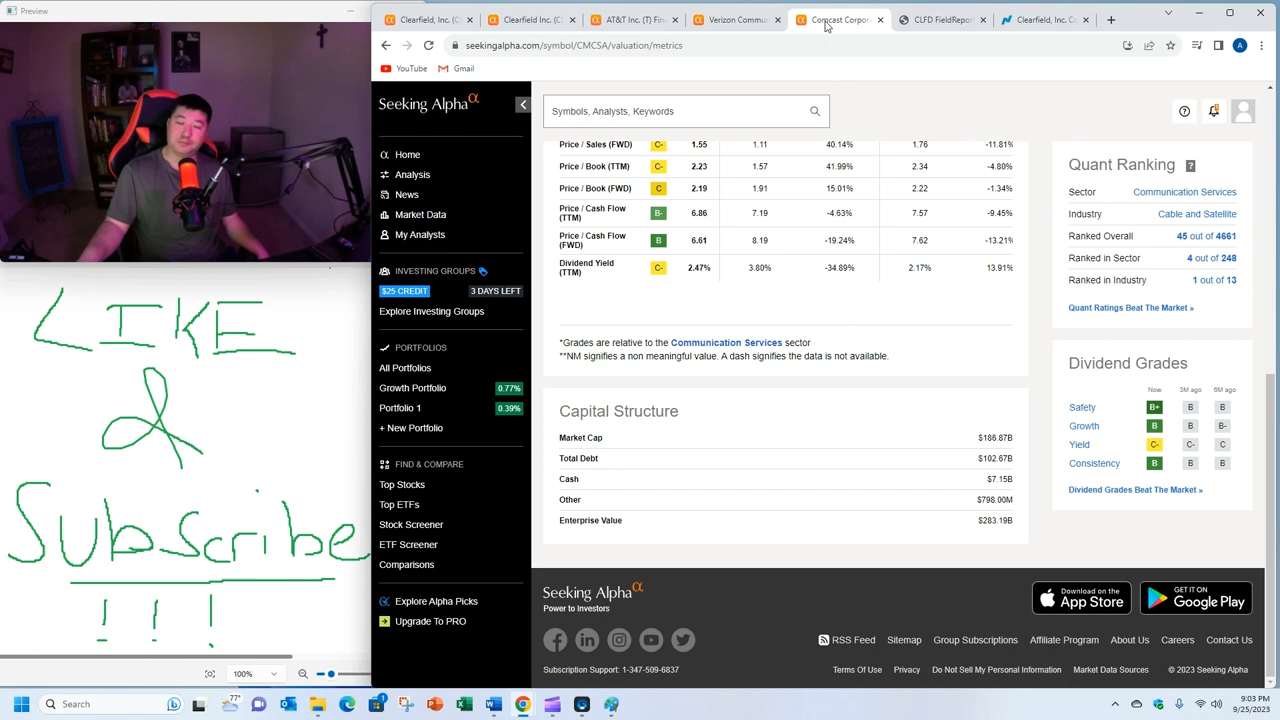 Preview
Clearfield, Inc. (C
Clearfield Inc. (CI
AT&T Inc. (T) Fina
Verizon Commun
Comcast Corpora
CLFD FieldReport
Clearfield, Inc. Co
seekingalpha.com/symbol/CMCSA/valuation/metrics
A
YouTube
Gmail
Seeking Alpha α
Home
Analysis
News
Market Data
My Analysts
INVESTING GROUPS
$25 CREDIT 3 DAYS LEFT
Explore Investing Groups
PORTFOLIOS
All Portfolios
Growth Portfolio 0.77%
Portfolio 1 0.39%
+ New Portfolio
FIND & COMPARE
Top Stocks
Top ETFs
Stock Screener
ETF Screener
Comparisons
Explore Alpha Picks
Upgrade To PRO
Symbols, Analysts, Keywords
Price / Sales (FWD) C- 1.55 1.11 40.14% 1.76 -11.81%
Price / Book (TTM) C- 2.23 1.57 41.99% 2.34 -4.80%
Price / Book (FWD) C 2.19 1.91 15.01% 2.22 -1.34%
Price / Cash Flow (TTM) B- 6.86 7.19 -4.63% 7.57 -9.45%
Price / Cash Flow (FWD) B 6.61 8.19 -19.24% 7.62 -13.21%
Dividend Yield (TTM) C- 2.47% 3.80% -34.89% 2.17% 13.91%
*Grades are relative to the Communication Services sector
**NM signifies a non meaningful value. A dash signifies the data is not available.
Capital Structure
Market Cap $186.87B
Total Debt $102.67B
Cash $7.15B
Other $798.00M
Enterprise Value $283.19B
Quant Ranking ?
Sector Communication Services
Industry Cable and Satellite
Ranked Overall 45 out of 4661
Ranked in Sector 4 out of 248
Ranked in Industry 1 out of 13
Quant Ratings Beat The Market »
Dividend Grades
Now 3M ago 6M ago
Safety B+ B B
Growth B B B-
Yield C- C- C
Consistency B B B
Dividend Grades Beat The Market »
Seeking Alpha α
Power to Investors
Download on the App Store
GET IT ON Google Play
RSS Feed Sitemap Group Subscriptions Affiliate Program About Us Careers Contact Us
Subscription Support: 1-347-509-6837
Terms Of Use Privacy Do Not Sell My Personal Information Market Data Sources © 2023 Seeking Alpha
LIKE
&
Subscribe
! ! !
100%
77°
Search
1
9:03 PM
9/25/2023